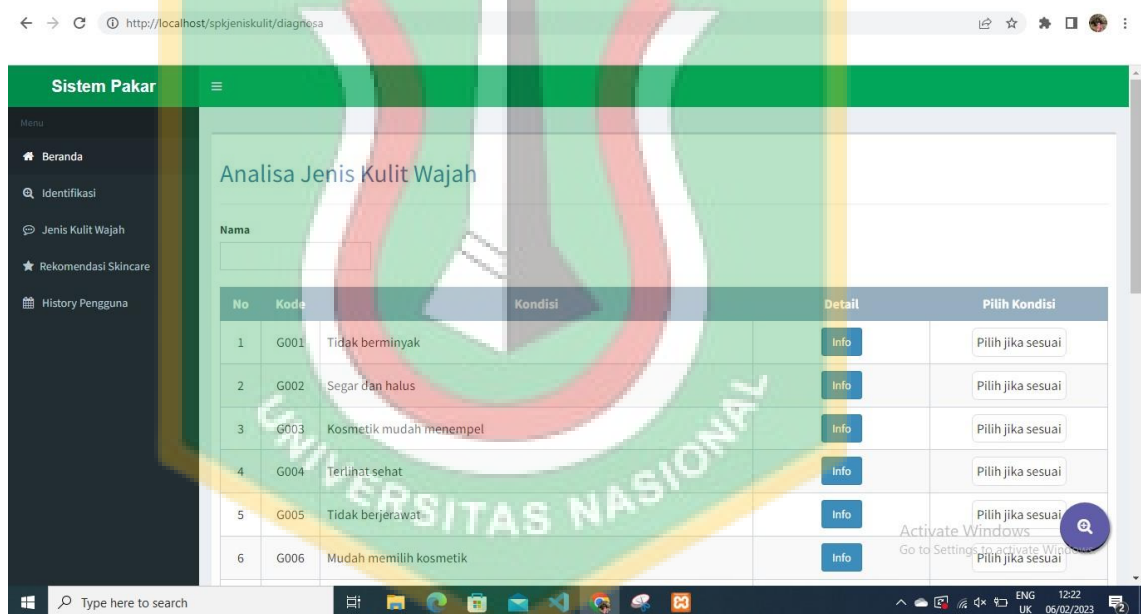 http://localhost/spkjeniskulit/diagnosa
Sistem Pakar
Menu
Beranda
Identifikasi
Jenis Kulit Wajah
Rekomendasi Skincare
History Pengguna
Analisa Jenis Kulit Wajah
Nama
No Kode Kondisi Detail Pilih Kondisi
1 G001 Tidak berminyak Info Pilih jika sesuai
2 G002 Segar dan halus Info Pilih jika sesuai
3 G003 Kosmetik mudah menempel Info Pilih jika sesuai
4 G004 Terlihat sehat Info Pilih jika sesuai
5 G005 Tidak berjerawat Info Pilih jika sesuai
6 G006 Mudah memilih kosmetik Info Pilih jika sesuai
UNIVERSITAS NASIONAL
Activate Windows
Go to Settings to activate Windows.
Type here to search
ENG 12:22
UK 06/02/2023
2